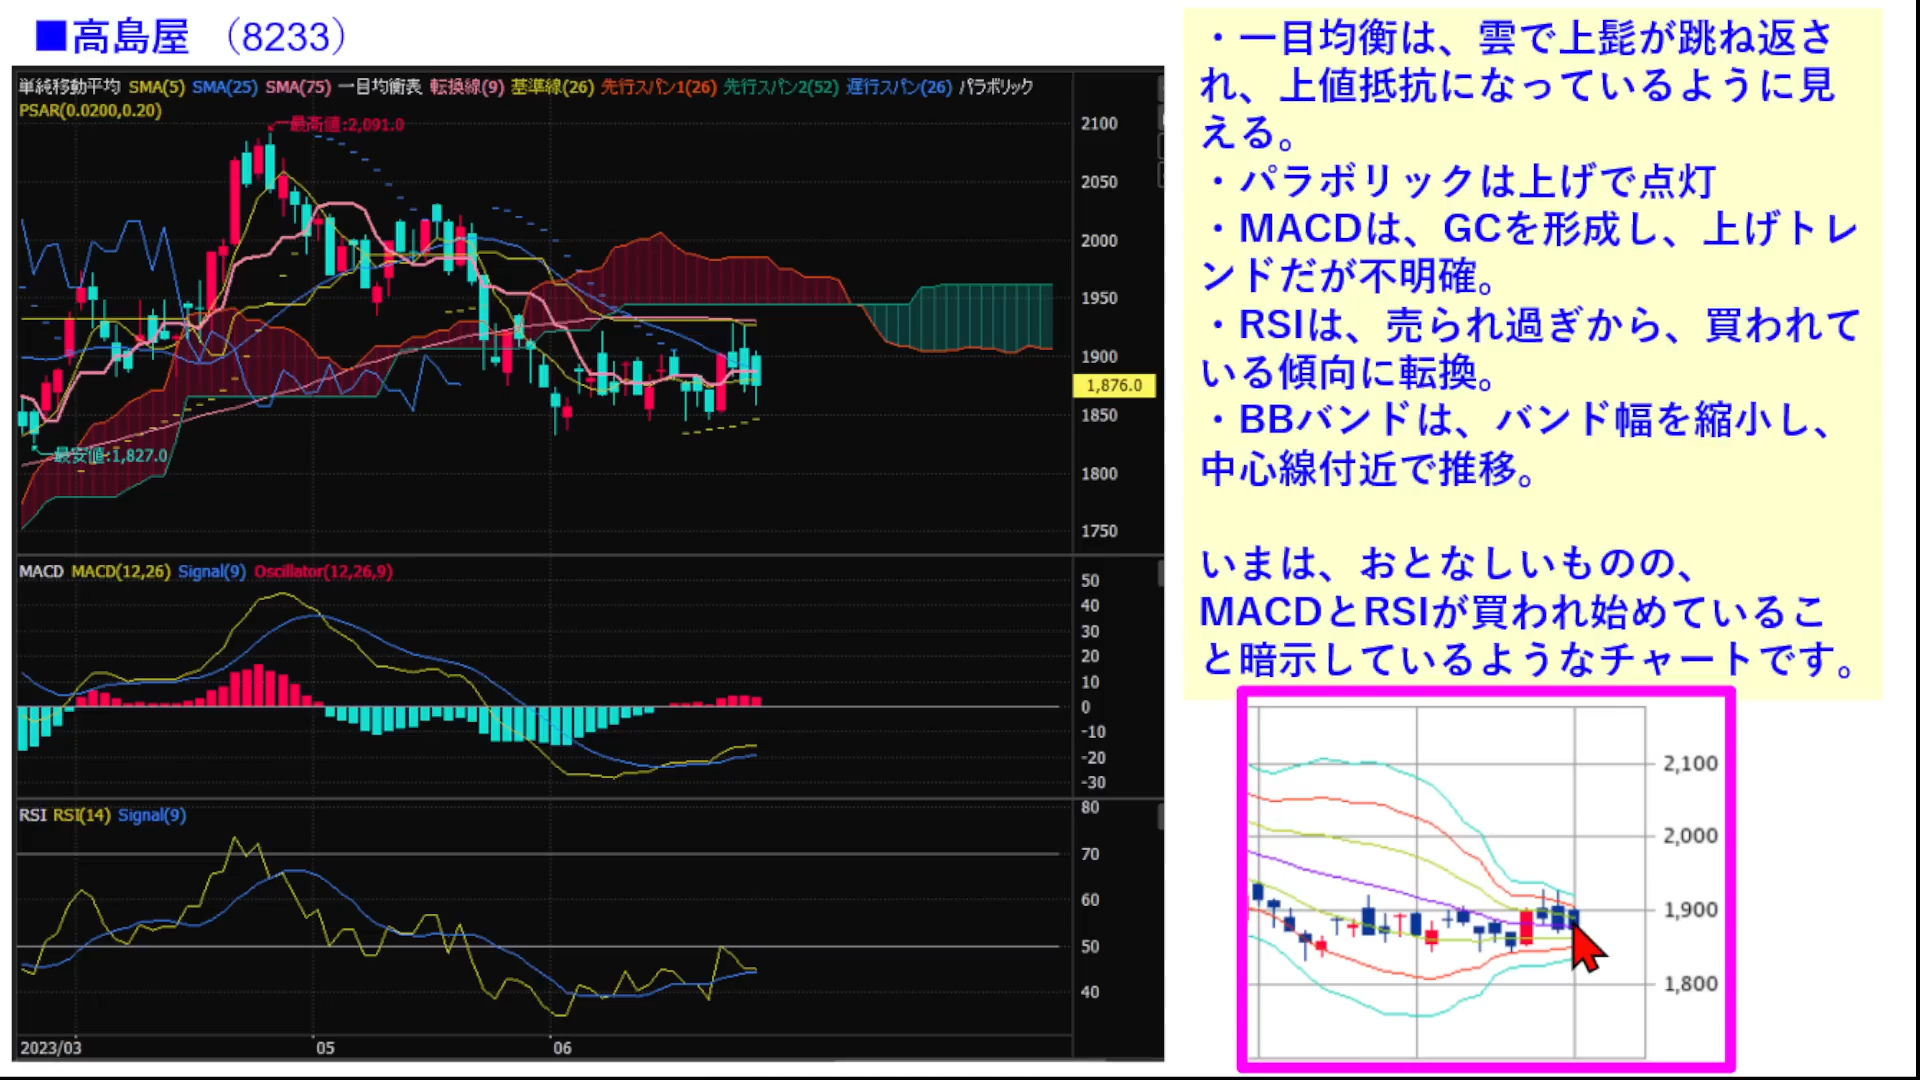 ■高島屋 （8233）
単純移動平均 SMA(5) SMA(25) SMA(75) 一目均衡表 転換線(9) 基準線(26) 先行スパン1(26) 先行スパン2(52) 遅行スパン(26) パラボリック
PSAR(0.0200,0.20)
最高値:2,091.0
最安値:1,827.0
2100
2050
2000
1950
1900
1,876.0
1850
1800
1750
MACD MACD(12,26) Signal(9) Oscillator(12,26,9)
50
40
30
20
10
0
-10
-20
-30
RSI RSI(14) Signal(9)
80
70
60
50
40
2023/03 05 06
・一目均衡は、雲で上髭が跳ね返さ
れ、上値抵抗になっているように見
える。
・パラボリックは上げで点灯
・MACDは、GCを形成し、上げトレ
ンドだが不明確。
・RSIは、売られ過ぎから、買われて
いる傾向に転換。
・BBバンドは、バンド幅を縮小し、
中心線付近で推移。
いまは、おとなしいものの、
MACDとRSIが買われ始めているこ
と暗示しているようなチャートです。
2,100
2,000
1,900
1,800